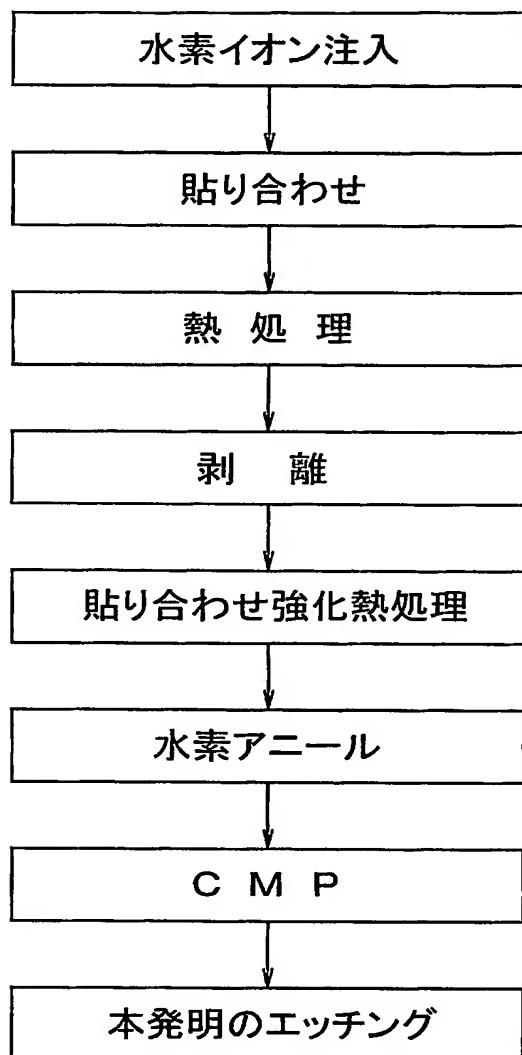 水素イオン注入
貼り合わせ
熱 処 理
剥 離
貼り合わせ強化熱処理
水素アニール
C M P
本発明のエッチング